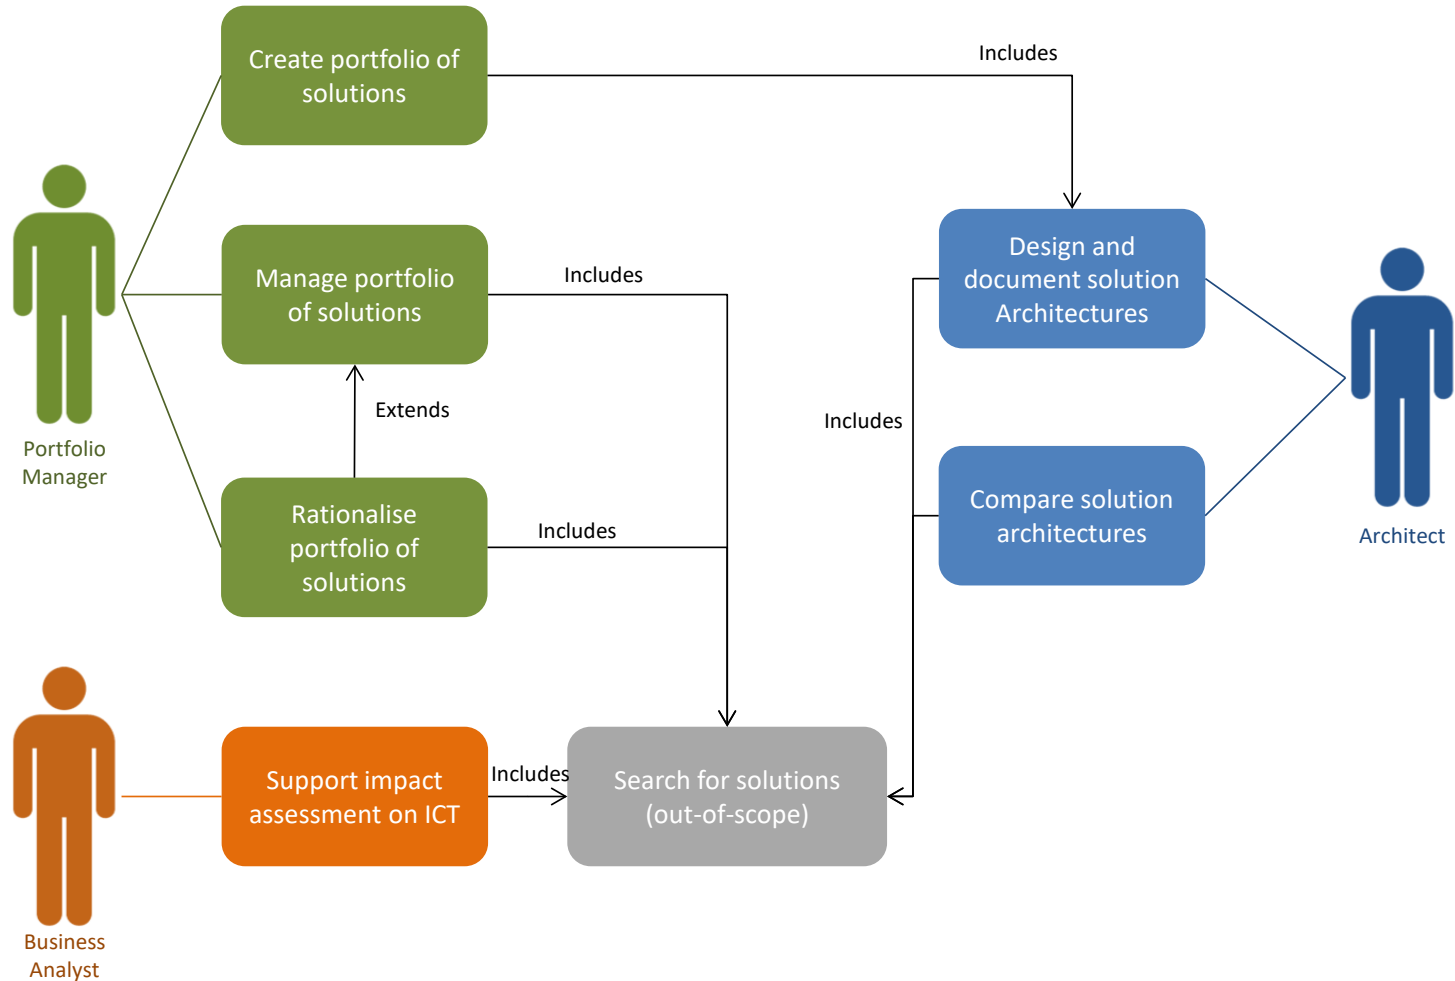 Create portfolio of
solutions
Includes
Manage portfolio
of solutions
Includes
Design and
document solution
Architectures
Extends
Includes
Portfolio
Manager
Rationalise
portfolio of
solutions
Includes
Compare solution
architectures
Architect
Support impact
assessment on ICT
Includes
Search for solutions
(out-of-scope)
Business
Analyst